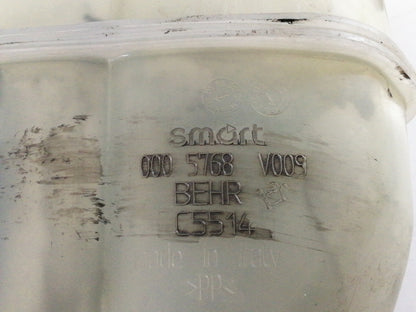 smart
000 5768 V009
BEHR
C5514
made in Italy
>PP<